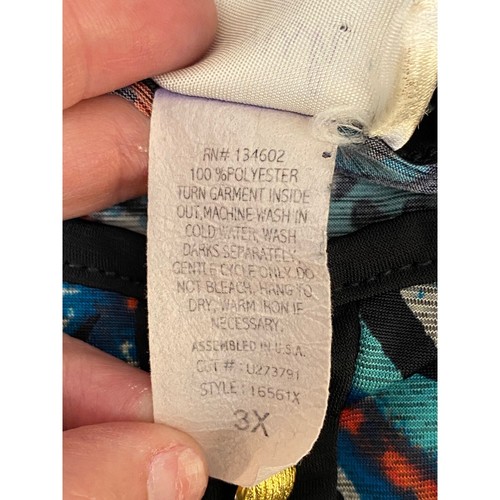 RN# 134602
100 %POLYESTER
TURN GARMENT INSIDE
OUT, MACHINE WASH IN
COLD WATER, WASH
DARKS SEPARATELY,
GENTLE CYCLE ONLY. DO
NOT BLEACH. HANG TO
DRY, WARM IRON IF
NECESSARY.
ASSEMBLED IN U.S.A.
CUT # : U273791
STYLE : 16561X
3X